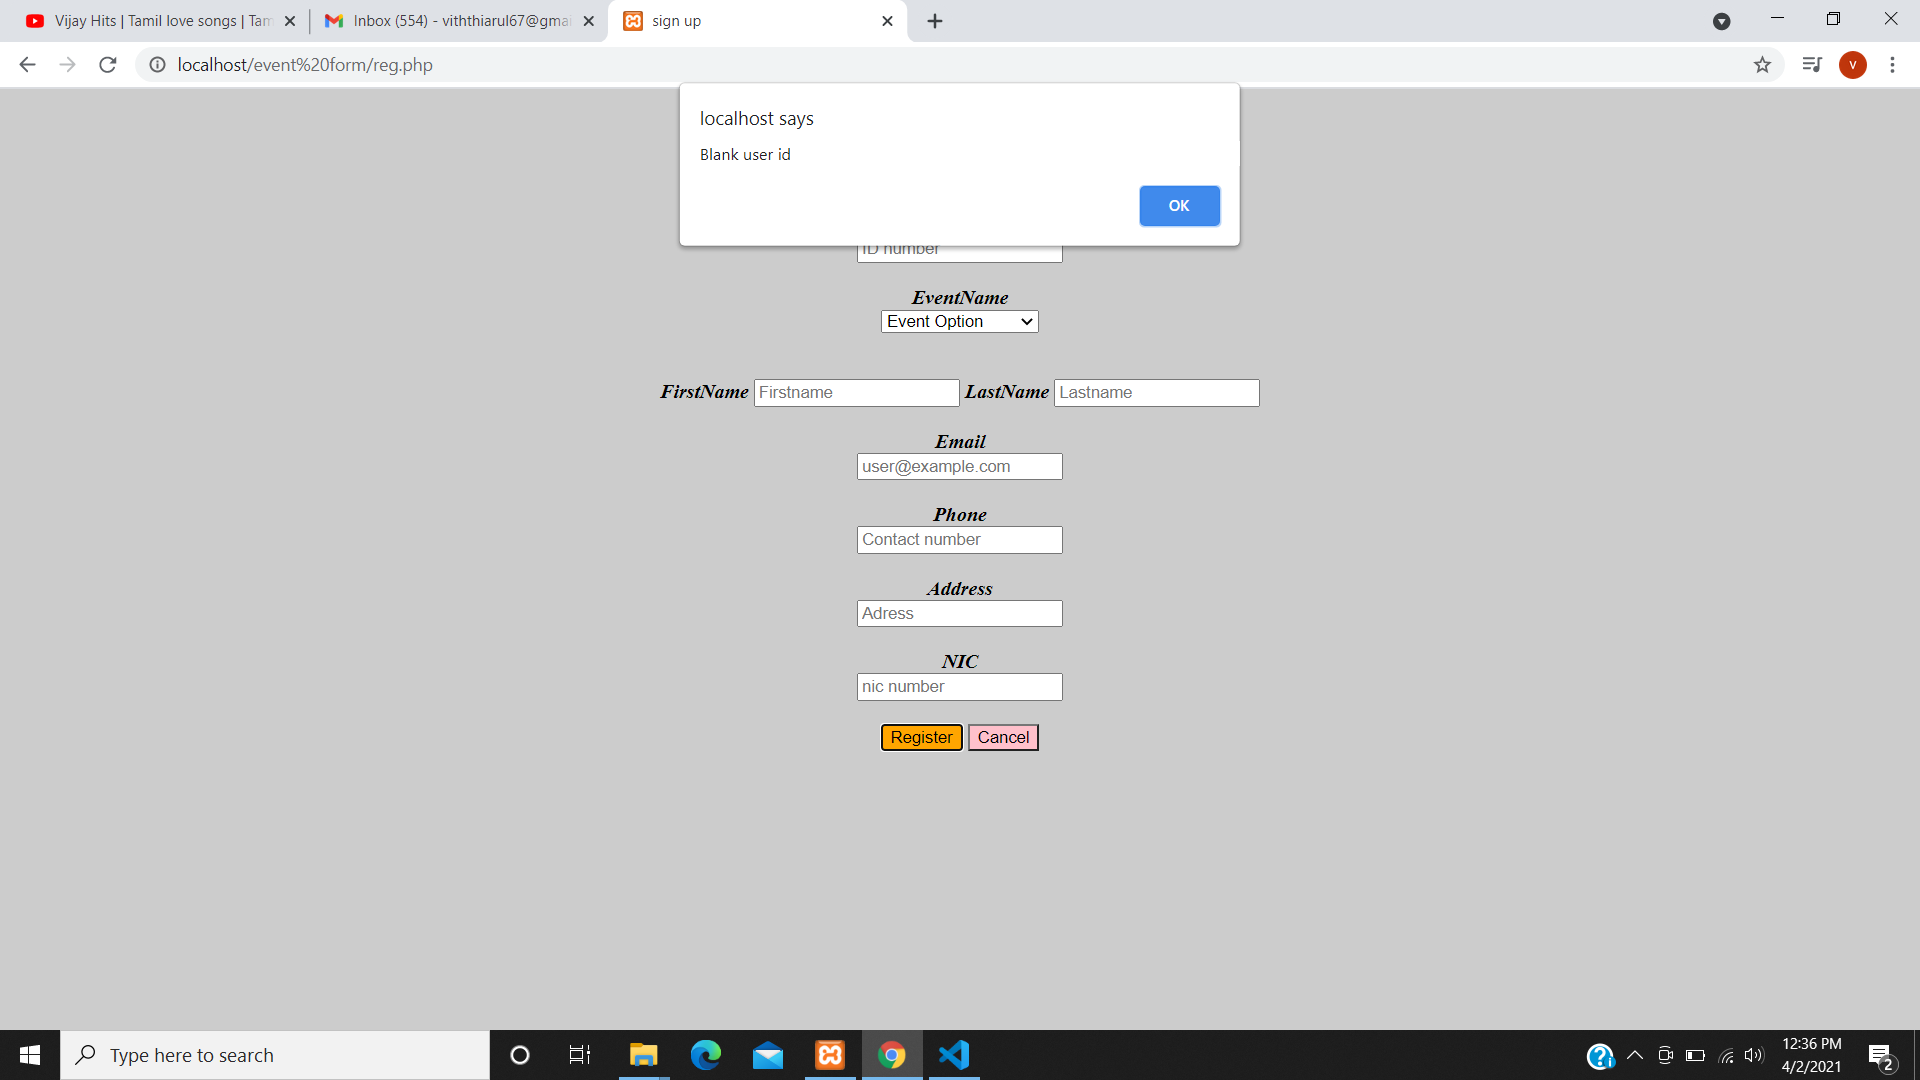 Vijay Hits | Tamil love songs | Tam
Inbox (554) - viththiarul67@gmai
sign up
localhost/event%20form/reg.php
V
localhost says
Blank user id
OK
ID number
EventName
Event Option
FirstName Firstname LastName Lastname
Email
user@example.com
Phone
Contact number
Address
Adress
NIC
nic number
Register Cancel
Type here to search
12:36 PM
4/2/2021
2